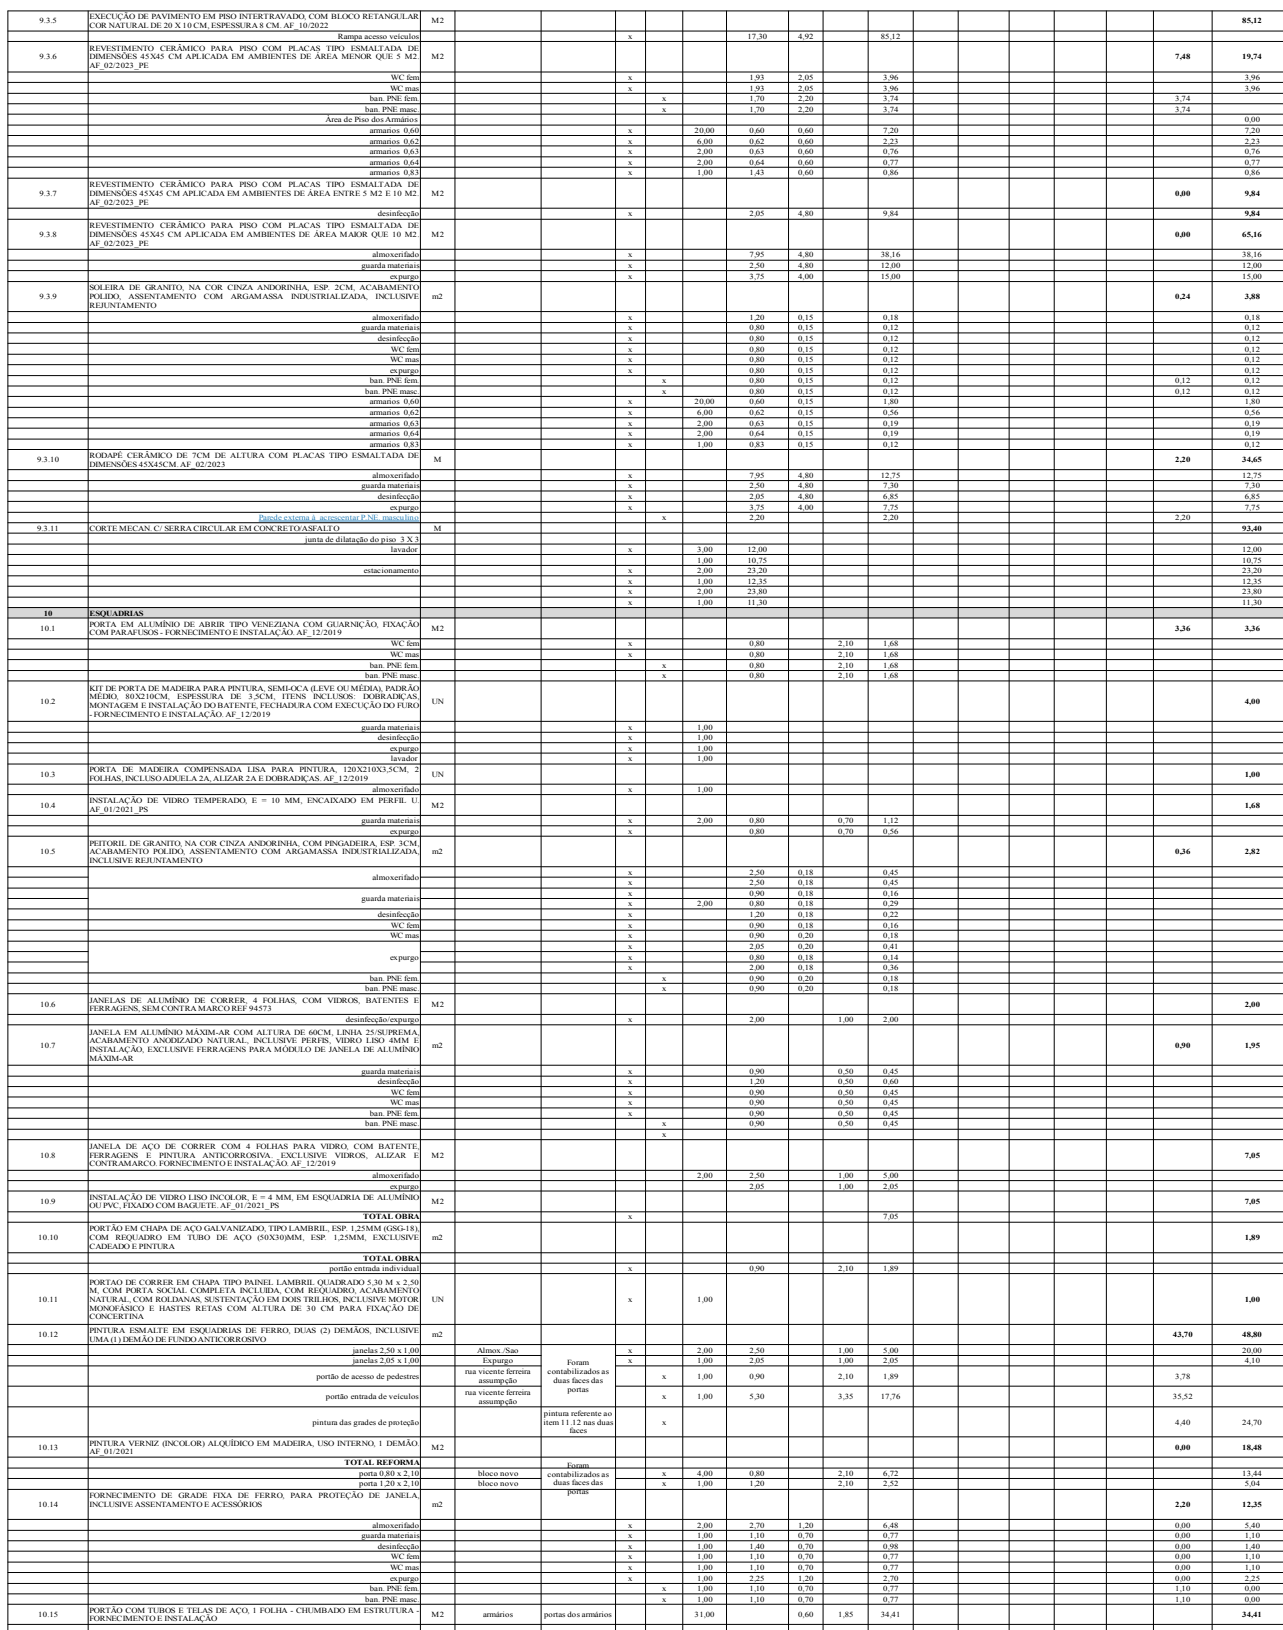 9.3.5 EXECUÇÃO DE PAVIMENTO EM PISO INTERTRAVADO, COM BLOCO RETANGULAR COR NATURAL DE 20 X 10 CM, ESPESSURA 8 CM. AF_10/2022 M2 85,12
Rampa acesso veículos x 17,30 4,92 85,12
9.3.6 REVESTIMENTO CERÂMICO PARA PISO COM PLACAS TIPO ESMALTADA DE DIMENSÕES 45X45 CM APLICADA EM AMBIENTES DE ÁREA MENOR QUE 5 M2. AF_02/2023_PE M2 7,48 19,74
WC fem x 1,93 2,05 3,96 3,96
WC mas x 1,93 2,05 3,96 3,96
ban. PNE fem. x 1,70 2,20 3,74 3,74
ban. PNE masc. x 1,70 2,20 3,74 3,74
Área de Piso dos Armários 0,00
armarios 0,60 x 20,00 0,60 0,60 7,20 7,20
armarios 0,62 x 6,00 0,62 0,60 2,23 2,23
armarios 0,63 x 2,00 0,63 0,60 0,76 0,76
armarios 0,64 x 2,00 0,64 0,60 0,77 0,77
armarios 0,83 x 1,00 1,43 0,60 0,86 0,86
9.3.7 REVESTIMENTO CERÂMICO PARA PISO COM PLACAS TIPO ESMALTADA DE DIMENSÕES 45X45 CM APLICADA EM AMBIENTES DE ÁREA ENTRE 5 M2 E 10 M2. AF_02/2023_PE M2 0,00 9,84
desinfecção x 2,05 4,80 9,84 9,84
9.3.8 REVESTIMENTO CERÂMICO PARA PISO COM PLACAS TIPO ESMALTADA DE DIMENSÕES 45X45 CM APLICADA EM AMBIENTES DE ÁREA MAIOR QUE 10 M2. AF_02/2023_PE M2 0,00 65,16
almoxerifado x 7,95 4,80 38,16 38,16
guarda materiais x 2,50 4,80 12,00 12,00
expurgo x 3,75 4,00 15,00 15,00
9.3.9 SOLEIRA DE GRANITO, NA COR CINZA ANDORINHA, ESP. 2CM, ACABAMENTO POLIDO, ASSENTAMENTO COM ARGAMASSA INDUSTRIALIZADA, INCLUSIVE REJUNTAMENTO m2 0,24 3,88
almoxerifado x 1,20 0,15 0,18 0,18
guarda materiais x 0,80 0,15 0,12 0,12
desinfecção x 0,80 0,15 0,12 0,12
WC fem x 0,80 0,15 0,12 0,12
WC mas x 0,80 0,15 0,12 0,12
expurgo x 0,80 0,15 0,12 0,12
ban. PNE fem. x 0,80 0,15 0,12 0,12 0,12
ban. PNE masc. x 0,80 0,15 0,12 0,12 0,12
armarios 0,60 x 20,00 0,60 0,15 1,80 1,80
armarios 0,62 x 6,00 0,62 0,15 0,56 0,56
armarios 0,63 x 2,00 0,63 0,15 0,19 0,19
armarios 0,64 x 2,00 0,64 0,15 0,19 0,19
armarios 0,83 x 1,00 0,83 0,15 0,12 0,12
9.3.10 RODAPÉ CERÂMICO DE 7CM DE ALTURA COM PLACAS TIPO ESMALTADA DE DIMENSÕES 45X45CM. AF_02/2023 M 2,20 34,65
almoxerifado x 7,95 4,80 12,75 12,75
guarda materiais x 2,50 4,80 7,30 7,30
desinfecção x 2,05 4,80 6,85 6,85
expurgo x 3,75 4,00 7,75 7,75
Parede externa à acrescentar P.NE. masculino x 2,20 2,20 2,20
9.3.11 CORTE MECAN. C/ SERRA CIRCULAR EM CONCRETO/ASFALTO M 93,40
junta de dilatação do piso 3 X 3
lavador x 3,00 12,00 12,00
1,00 10,75 10,75
estacionamento x 2,00 23,20 23,20
x 1,00 12,35 12,35
x 2,00 23,80 23,80
x 1,00 11,30 11,30
10 ESQUADRIAS
10.1 PORTA EM ALUMÍNIO DE ABRIR TIPO VENEZIANA COM GUARNIÇÃO, FIXAÇÃO COM PARAFUSOS - FORNECIMENTO E INSTALAÇÃO. AF_12/2019 M2 3,36 3,36
WC fem x 0,80 2,10 1,68
WC mas x 0,80 2,10 1,68
ban. PNE fem. x 0,80 2,10 1,68
ban. PNE masc. x 0,80 2,10 1,68
10.2 KIT DE PORTA DE MADEIRA PARA PINTURA, SEMI-OCA (LEVE OU MÉDIA), PADRÃO MÉDIO, 80X210CM, ESPESSURA DE 3,5CM, ITENS INCLUSOS: DOBRADIÇAS, MONTAGEM E INSTALAÇÃO DO BATENTE, FECHADURA COM EXECUÇÃO DO FURO - FORNECIMENTO E INSTALAÇÃO. AF_12/2019 UN 4,00
guarda materiais x 1,00
desinfecção x 1,00
expurgo x 1,00
lavador x 1,00
10.3 PORTA DE MADEIRA COMPENSADA LISA PARA PINTURA, 120X210X3,5CM, 2 FOLHAS, INCLUSO ADUELA 2A, ALIZAR 2A E DOBRADIÇAS. AF_12/2019 UN 1,00
almoxerifado x 1,00
10.4 INSTALAÇÃO DE VIDRO TEMPERADO, E = 10 MM, ENCAIXADO EM PERFIL U. AF_01/2021_PS M2 1,68
guarda materiais x 2,00 0,80 0,70 1,12
expurgo x 0,80 0,70 0,56
10.5 PEITORIL DE GRANITO, NA COR CINZA ANDORINHA, COM PINGADEIRA, ESP. 3CM, ACABAMENTO POLIDO, ASSENTAMENTO COM ARGAMASSA INDUSTRIALIZADA, INCLUSIVE REJUNTAMENTO m2 0,36 2,82
almoxerifado x 2,50 0,18 0,45
x 2,50 0,18 0,45
guarda materiais x 0,90 0,18 0,16
x 2,00 0,80 0,18 0,29
desinfecção x 1,20 0,18 0,22
WC fem x 0,90 0,18 0,16
WC mas x 0,90 0,20 0,18
expurgo x 2,05 0,20 0,41
x 0,80 0,18 0,14
x 2,00 0,18 0,36
ban. PNE fem. x 0,90 0,20 0,18
ban. PNE masc. x 0,90 0,20 0,18
10.6 JANELAS DE ALUMÍNIO DE CORRER, 4 FOLHAS, COM VIDROS, BATENTES E FERRAGENS, SEM CONTRA MARCO REF 94573 M2 2,00
desinfecção/expurgo x 2,00 1,00 2,00
10.7 JANELA EM ALUMÍNIO MÁXIM-AR COM ALTURA DE 60CM, LINHA 25/SUPREMA, ACABAMENTO ANODIZADO NATURAL, INCLUSIVE PERFIS, VIDRO LISO 4MM E INSTALAÇÃO, EXCLUSIVE FERRAGENS PARA MÓDULO DE JANELA DE ALUMÍNIO MÁXIM-AR m2 0,90 1,95
guarda materiais x 0,90 0,50 0,45
desinfecção x 1,20 0,50 0,60
WC fem x 0,90 0,50 0,45
WC mas x 0,90 0,50 0,45
ban. PNE fem. x 0,90 0,50 0,45
ban. PNE masc. x 0,90 0,50 0,45
x
10.8 JANELA DE AÇO DE CORRER COM 4 FOLHAS PARA VIDRO, COM BATENTE, FERRAGENS E PINTURA ANTICORROSIVA. EXCLUSIVE VIDROS, ALIZAR E CONTRAMARCO. FORNECIMENTO E INSTALAÇÃO. AF_12/2019 M2 7,05
almoxerifado 2,00 2,50 1,00 5,00
expurgo 2,05 1,00 2,05
10.9 INSTALAÇÃO DE VIDRO LISO INCOLOR, E = 4 MM, EM ESQUADRIA DE ALUMÍNIO OU PVC, FIXADO COM BAGUETE. AF_01/2021_PS M2 7,05
TOTAL OBRA x 7,05
10.10 PORTÃO EM CHAPA DE AÇO GALVANIZADO, TIPO LAMBRIL, ESP. 1,25MM (GSG-18), COM REQUADRO EM TUBO DE AÇO (50X30)MM, ESP. 1,25MM, EXCLUSIVE CADEADO E PINTURA m2 1,89
TOTAL OBRA
portão entrada individual x 0,90 2,10 1,89
10.11 PORTAO DE CORRER EM CHAPA TIPO PAINEL LAMBRIL QUADRADO 5,30 M x 2,50 M, COM PORTA SOCIAL COMPLETA INCLUIDA, COM REQUADRO, ACABAMENTO NATURAL, COM ROLDANAS, SUSTENTAÇÃO EM DOIS TRILHOS, INCLUSIVE MOTOR MONOFÁSICO E HASTES RETAS COM ALTURA DE 30 CM PARA FIXAÇÃO DE CONCERTINA UN x 1,00 1,00
10.12 PINTURA ESMALTE EM ESQUADRIAS DE FERRO, DUAS (2) DEMÃOS, INCLUSIVE UMA (1) DEMÃO DE FUNDO ANTICORROSIVO m2 43,70 48,80
janelas 2,50 x 1,00 Almox./Sao x 2,00 2,50 1,00 5,00 20,00
janelas 2,05 x 1,00 Expurgo x 1,00 2,05 1,00 2,05 4,10
Foram contabilizados as duas faces das portas
portão de acesso de pedestres rua vicente ferreira assumpção x 1,00 0,90 2,10 1,89 3,78
portão entrada de veículos rua vicente ferreira assumpção x 1,00 5,30 3,35 17,76 35,52
pintura das grades de proteção pintura referente ao item 11.12 nas duas faces x 4,40 24,70
10.13 PINTURA VERNIZ (INCOLOR) ALQUÍDICO EM MADEIRA, USO INTERNO, 1 DEMÃO. AF_01/2021 M2 0,00 18,48
TOTAL REFORMA
Foram contabilizados as duas faces das portas
porta 0,80 x 2,10 bloco novo x 4,00 0,80 2,10 6,72 13,44
porta 1,20 x 2,10 bloco novo x 1,00 1,20 2,10 2,52 5,04
10.14 FORNECIMENTO DE GRADE FIXA DE FERRO, PARA PROTEÇÃO DE JANELA, INCLUSIVE ASSENTAMENTO E ACESSÓRIOS m2 2,20 12,35
almoxerifado x 2,00 2,70 1,20 6,48 0,00 5,40
guarda materiais x 1,00 1,10 0,70 0,77 0,00 1,10
desinfecção x 1,00 1,40 0,70 0,98 0,00 1,40
WC fem x 1,00 1,10 0,70 0,77 0,00 1,10
WC mas x 1,00 1,10 0,70 0,77 0,00 1,10
expurgo x 1,00 2,25 1,20 2,70 0,00 2,25
ban. PNE fem. x 1,00 1,10 0,70 0,77 1,10 0,00
ban. PNE masc. x 1,00 1,10 0,70 0,77 1,10 0,00
10.15 PORTÃO COM TUBOS E TELAS DE AÇO, 1 FOLHA - CHUMBADO EM ESTRUTURA - FORNECIMENTO E INSTALAÇÃO M2 armários portas dos armários 31,00 0,60 1,85 34,41 34,41